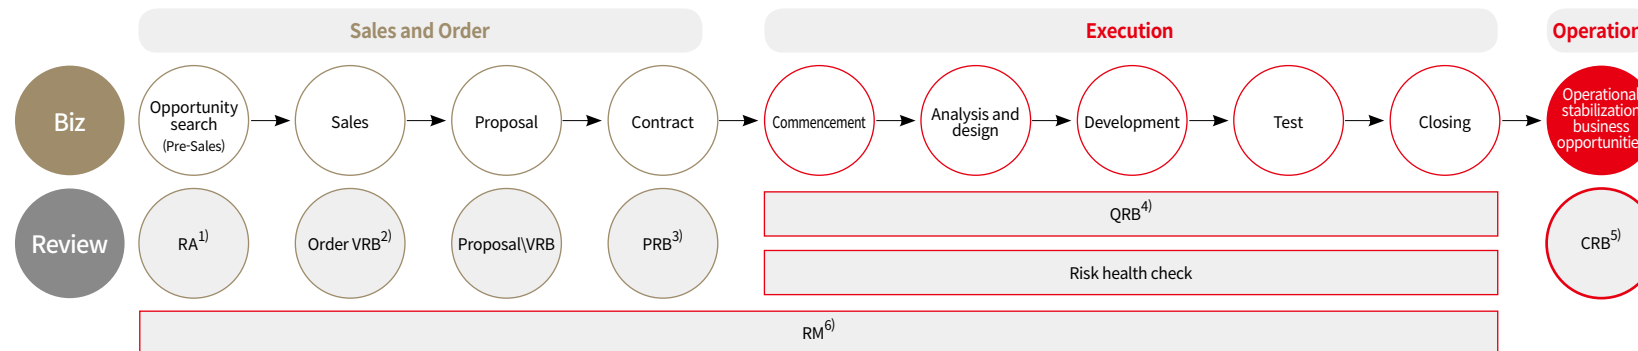 Sales and Order
Execution
Operation
Biz
Opportunity
search
(Pre-Sales)
Sales
Proposal
Contract
Commencement
Analysis and
design
Development
Test
Closing
Operational
stabilization
business
opportunitie
Review
RA1)
Order VRB2)
Proposal\VRB
PRB3)
QRB4)
Risk health check
CRB5)
RM6)